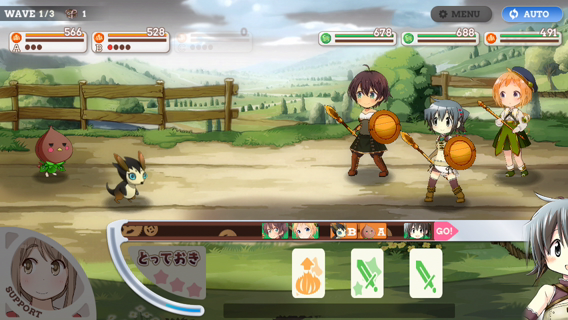 WAVE 1/3 1
MENU
AUTO
566
A
528
B
0
678
688
491
B A GO!
とっておき
SUPPORT